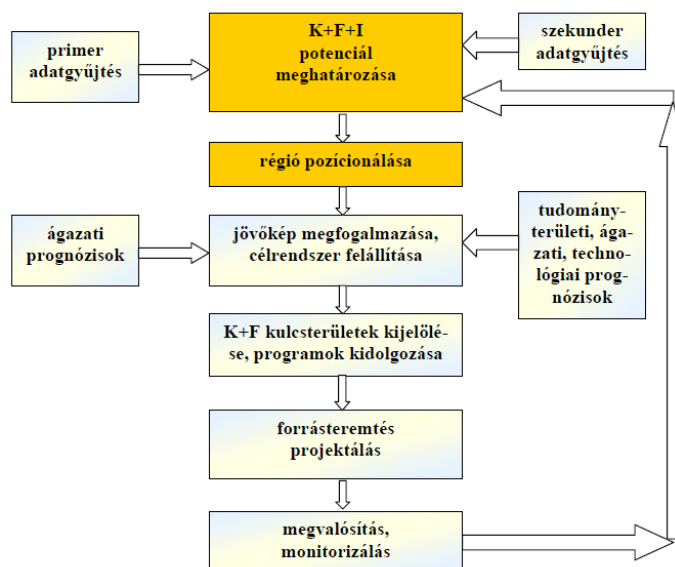 primer
adatgyűjtés
K+F+I
potenciál
meghatározása
szekunder
adatgyűjtés
régió pozícionálása
ágazati
prognózisok
jövőkép megfogalmazása,
célrendszer felállítása
tudomány-
területi, ága-
zati, techno-
lógiai prog-
nózisok
K+F kulcsterületek kijelölé-
se, programok kidolgozása
forrásteremtés
projektálás
megvalósítás,
monitorizálás